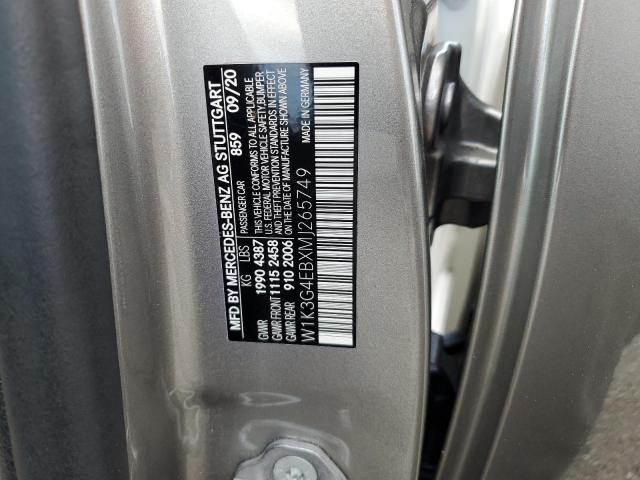 MFD BY MERCEDES-BENZ AG STUTTGART
PASSENGER CAR 859 09/20
KG LBS
GVWR 1990 4387
GAWR FRONT 1115 2458
GAWR REAR 910 2006
THIS VEHICLE CONFORMS TO ALL APPLICABLE
U.S. FEDERAL MOTOR VEHICLE SAFETY,BUMPER
AND THEFT PREVENTION STANDARDS IN EFFECT
ON THE DATE OF MANUFACTURE SHOWN ABOVE
MADE IN GERMANY
W1K3G4EBXMJ265749